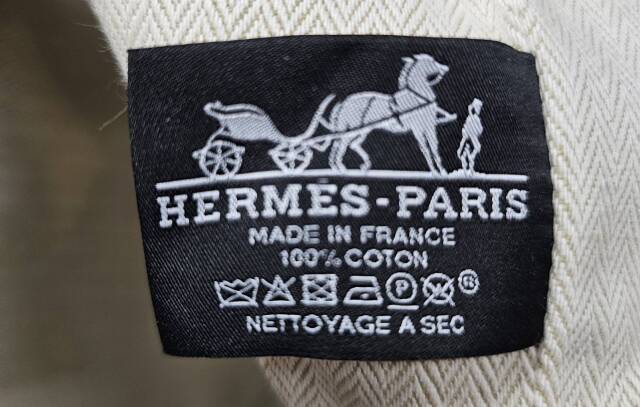 HERMÈS-PARIS
MADE IN FRANCE
100% COTON
P W ®
NETTOYAGE A SEC